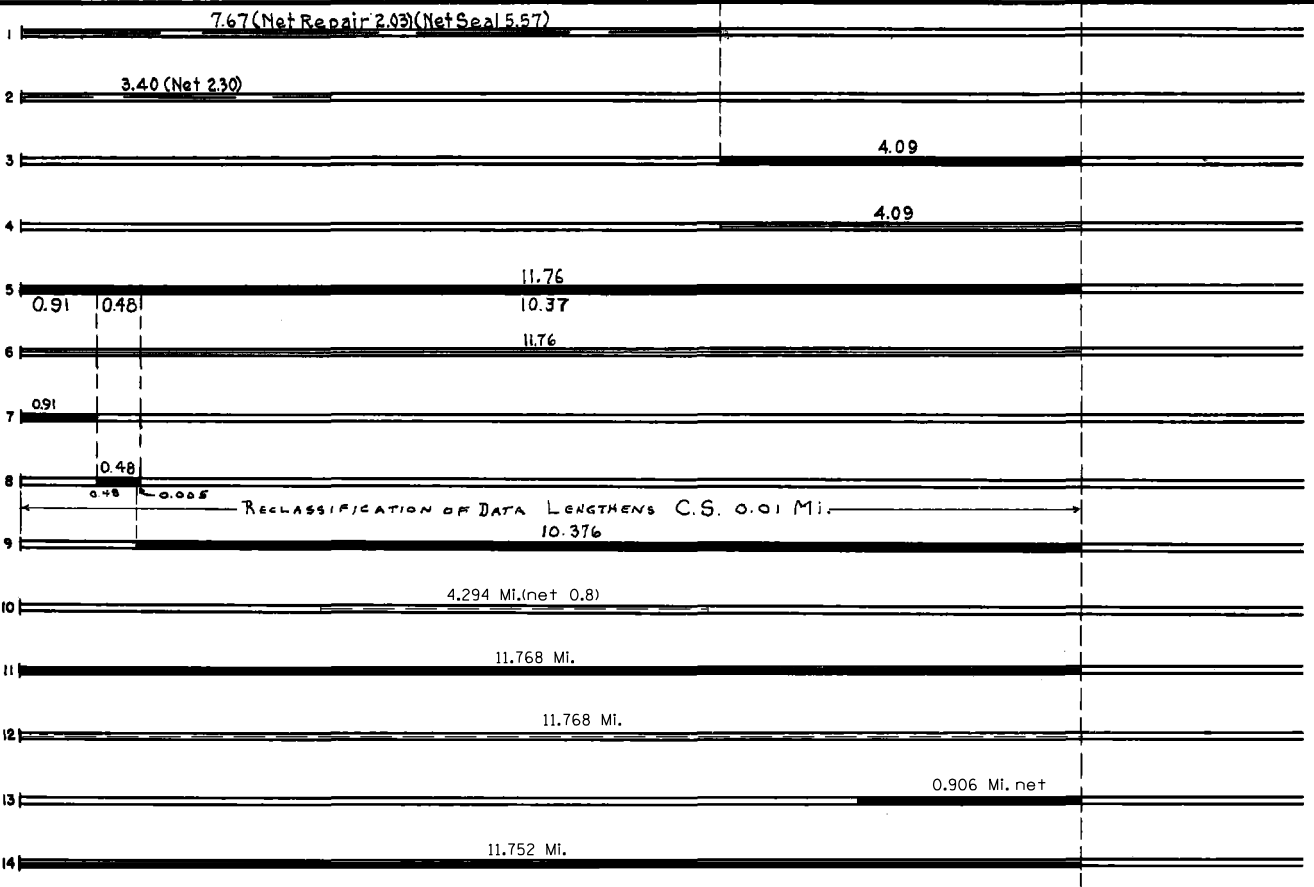 7.67 (Net Repair 2.03)(Net Seal 5.57)
1
3.40 (Net 2.30)
2
4.09
3
4.09
4
11.76
5
0.91 0.48 10.37
11.76
6
0.91
7
0.48
8
0.48 0.005
RECLASSIFICATION OF DATA LENGTHENS C.S. 0.01 Mi.
10.376
9
4.294 Mi.(net 0.8)
10
11.768 Mi.
11
11.768 Mi.
12
0.906 Mi. net
13
11.752 Mi.
14